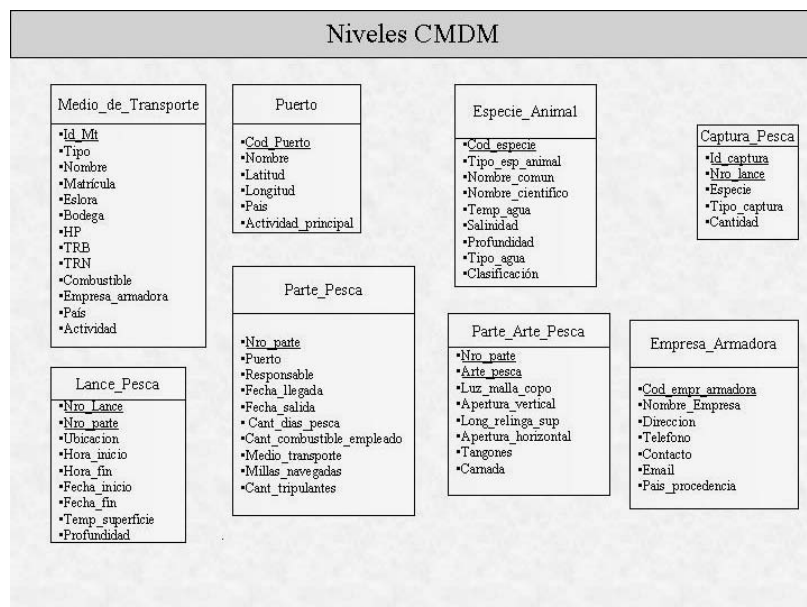 Niveles CMDM
Medio_de_Transporte
▪Id_Mt
▪Tipo
▪Nombre
▪Matrícula
▪Eslora
▪Bodega
▪HP
▪TRB
▪TRN
▪Combustible
▪Empresa_armadora
▪País
▪Actividad
Puerto
▪Cod_Puerto
▪Nombre
▪Latitud
▪Longitud
▪Pais
▪Actividad_principal
Especie_Animal
▪Cod_especie
▪Tipo_esp_animal
▪Nombre_comun
▪Nombre_cientifico
▪Temp_agua
▪Salinidad
▪Profundidad
▪Tipo_agua
▪Clasificación
Captura_Pesca
▪Id_captura
▪Nro_lance
▪Especie
▪Tipo_captura
▪Cantidad
Lance_Pesca
▪Nro_Lance
▪Nro_parte
▪Ubicacion
▪Hora_inicio
▪Hora_fin
▪Fecha_inicio
▪Fecha_fin
▪Temp_superficie
▪Profundidad
Parte_Pesca
▪Nro_parte
▪Puerto
▪Responsable
▪Fecha_llegada
▪Fecha_salida
▪ Cant_dias_pesca
▪Cant_combustible_empleado
▪Medio_transporte
▪Millas_navegadas
▪Cant_tripulantes
Parte_Arte_Pesca
▪Nro_parte
▪Arte_pesca
▪Luz_malla_copo
▪Apertura_vertical
▪Long_relinga_sup
▪Apertura_horizontal
▪Tangones
▪Carnada
Empresa_Armadora
▪Cod_empr_armadora
▪Nombre_Empresa
▪Direccion
▪Telefono
▪Contacto
▪Email
▪Pais_procedencia